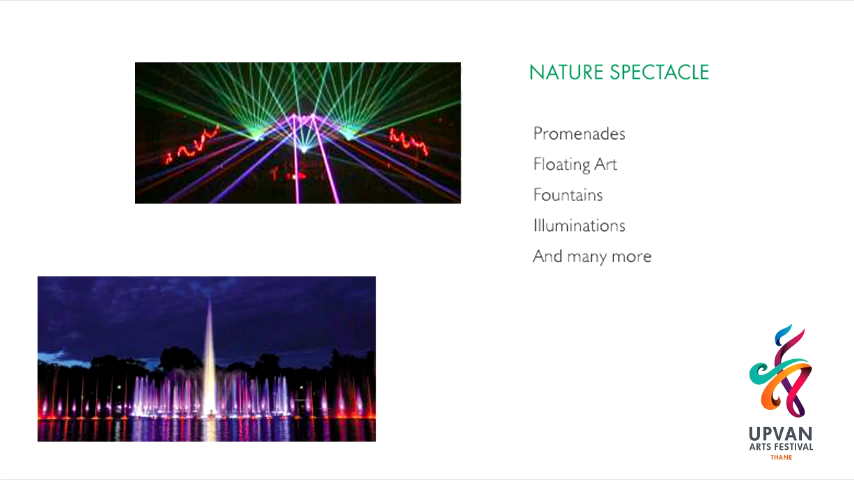 NATURE SPECTACLE
Promenades
Floating Art
Fountains
Illuminations
And many more
UPVAN
ARTS FESTIVAL
THANE